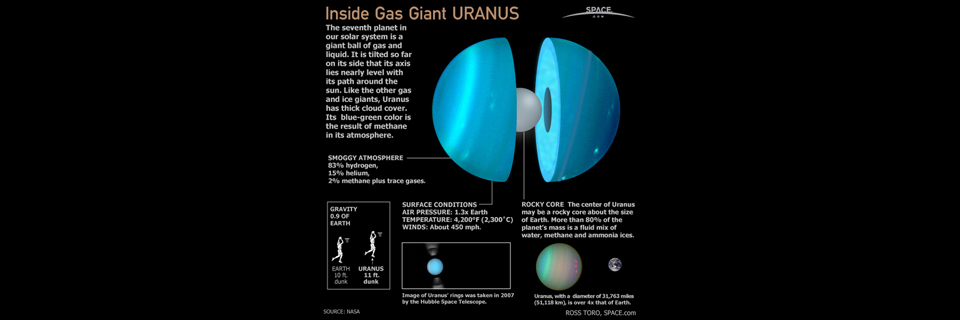 Inside Gas Giant URANUS
SPACE
.COM
The seventh planet in
our solar system is a
giant ball of gas and
liquid. It is tilted so far
on its side that its axis
lies nearly level with
its path around the
sun. Like the other gas
and ice giants, Uranus
has thick cloud cover.
Its blue-green color is
the result of methane
in its atmosphere.
SMOGGY ATMOSPHERE
83% hydrogen,
15% helium,
2% methane plus trace gases.
GRAVITY
0.9 OF
EARTH
EARTH
10 ft.
dunk
URANUS
11 ft.
dunk
SURFACE CONDITIONS
AIR PRESSURE: 1.3x Earth
TEMPERATURE: 4,200°F (2,300°C)
WINDS: About 450 mph.
ROCKY CORE The center of Uranus
may be a rocky core about the size
of Earth. More than 80% of the
planet's mass is a fluid mix of
water, methane and ammonia ices.
Image of Uranus' rings was taken in 2007
by the Hubble Space Telescope.
Uranus, with a diameter of 31,763 miles
(51,118 km), is over 4x that of Earth.
SOURCE: NASA
ROSS TORO, SPACE.com